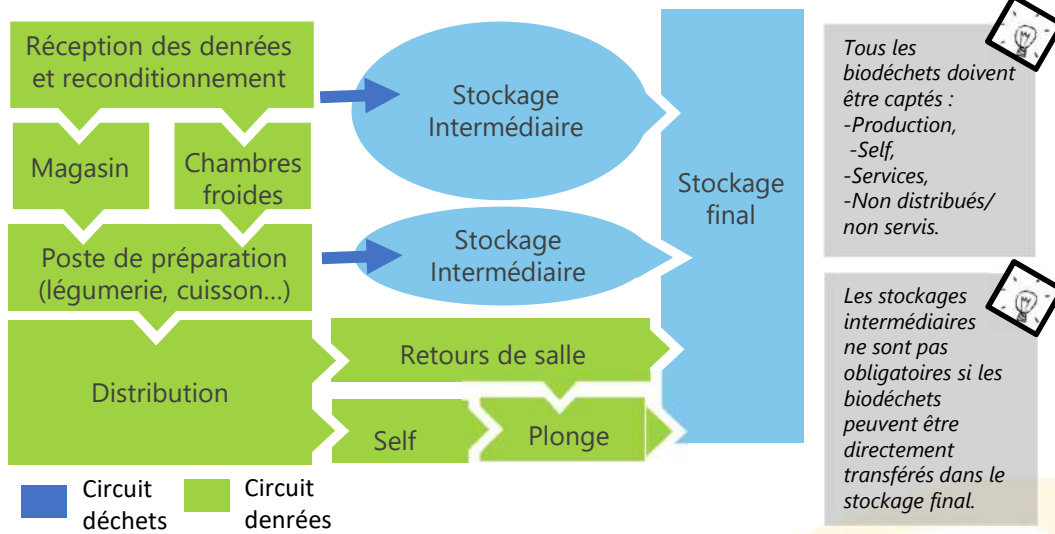 Réception des denrées
et reconditionnement
Magasin
Chambres
froides
Poste de préparation
(légumerie, cuisson...)
Distribution
Stockage
Intermédiaire
Stockage
Intermédiaire
Retours de salle
Self
Plonge
Stockage
final
Circuit
déchets
Circuit
denrées
Tous les
biodéchets doivent
être captés :
-Production,
-Self,
-Services,
-Non distribués/
non servis.
Les stockages
intermédiaires
ne sont pas
obligatoires si les
biodéchets
peuvent être
directement
transférés dans le
stockage final.